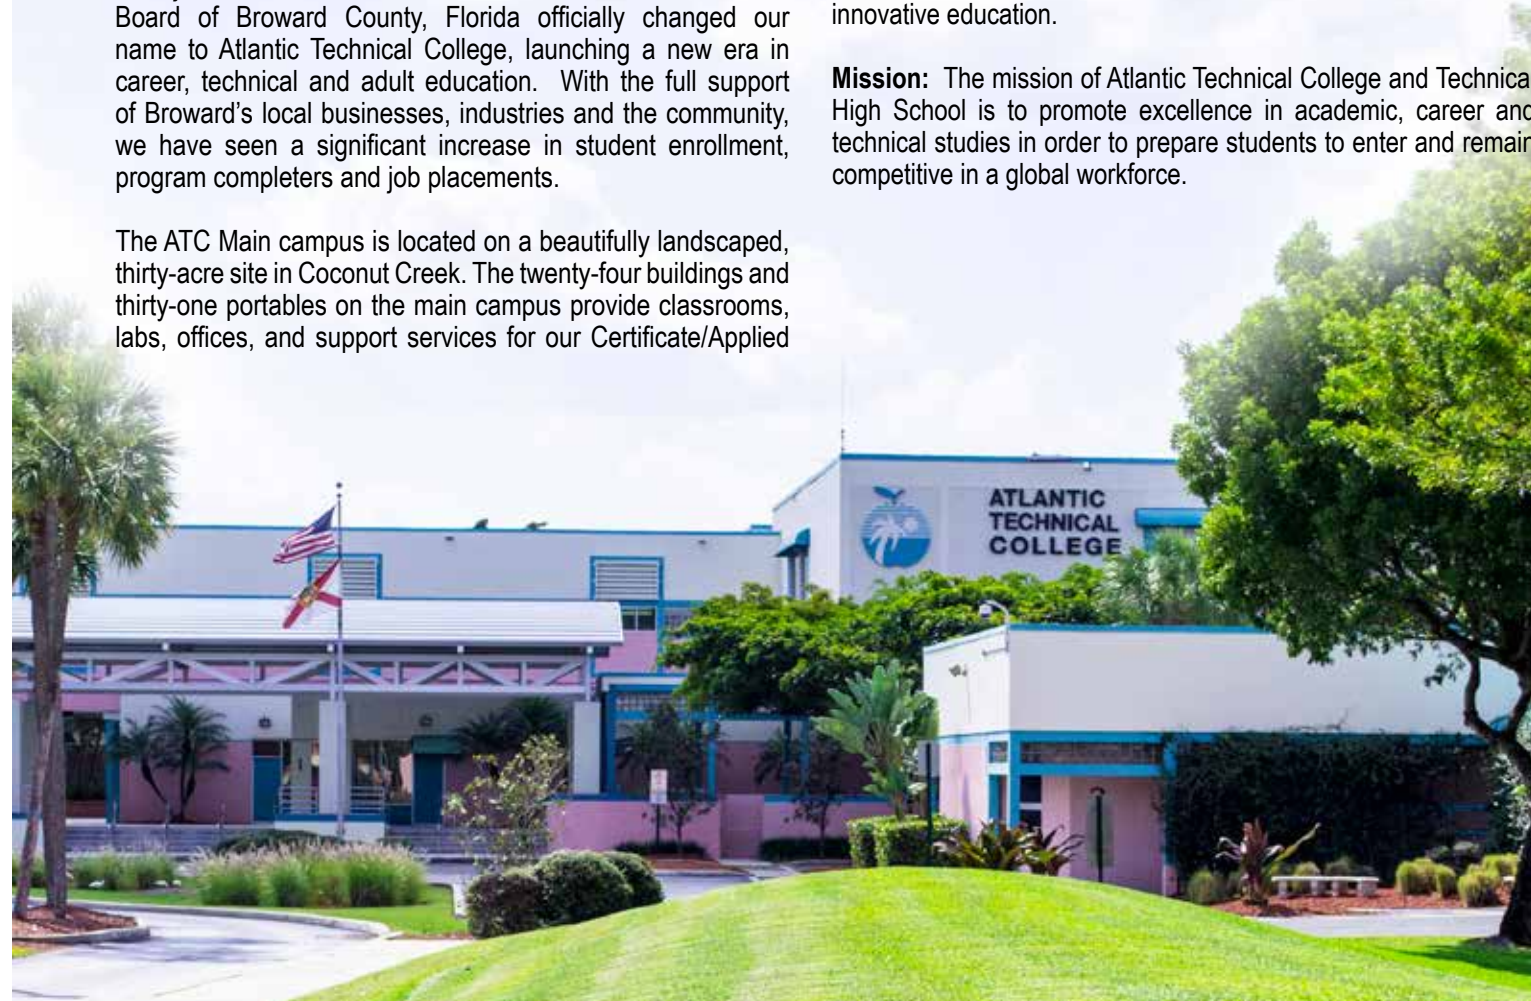 Board of Broward County, Florida officially changed our
name to Atlantic Technical College, launching a new era in
career, technical and adult education.  With the full support
of Broward’s local businesses, industries and the community,
we have seen a significant increase in student enrollment,
program completers and job placements.
The ATC Main campus is located on a beautifully landscaped,
thirty-acre site in Coconut Creek. The twenty-four buildings and
thirty-one portables on the main campus provide classrooms,
labs, offices, and support services for our Certificate/Applied
innovative education.
Mission:  The mission of Atlantic Technical College and Technica
High School is to promote excellence in academic, career and
technical studies in order to prepare students to enter and remain
competitive in a global workforce.
ATLANTIC
TECHNICAL
COLLEGE